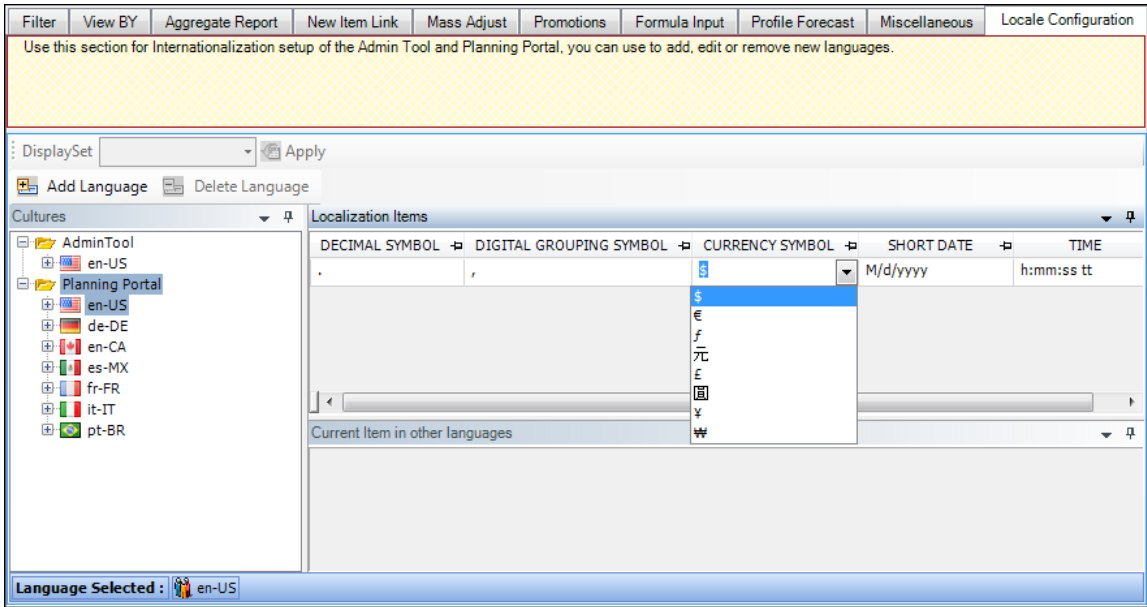 Filter View BY Aggregate Report New Item Link Mass Adjust Promotions Formula Input Profile Forecast Miscellaneous Locale Configuration
Use this section for Internationalization setup of the Admin Tool and Planning Portal, you can use to add, edit or remove new languages.
DisplaySet Apply
Add Language Delete Language
Cultures
AdminTool
en-US
Planning Portal
en-US
de-DE
en-CA
es-MX
fr-FR
it-IT
pt-BR
Localization Items
DECIMAL SYMBOL DIGITAL GROUPING SYMBOL CURRENCY SYMBOL SHORT DATE TIME
. , $ M/d/yyyy h:mm:ss tt
$
€
ƒ
元
£
圓
¥
₩
Current Item in other languages
Language Selected : en-US